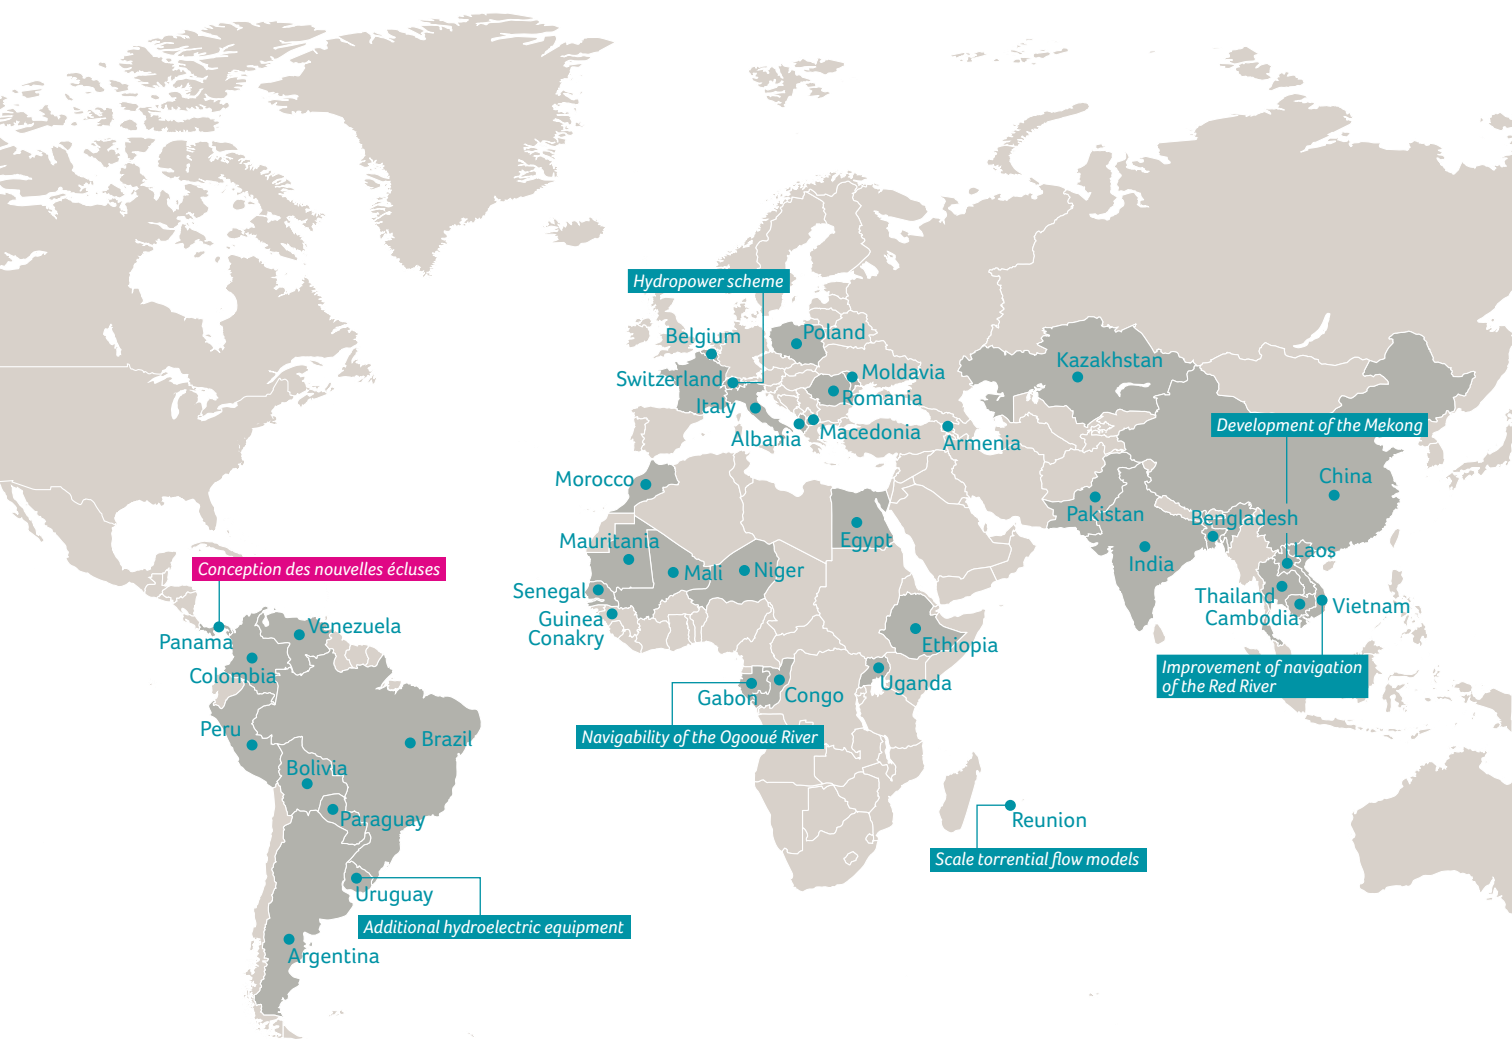 Hydropower scheme
Belgium
Poland
Switzerland
Moldavia
Kazakhstan
Italy
Romania
Albania
Macedonia
Armenia
Development of the Mekong
Morocco
China
Pakistan
Bengladesh
Mauritania
Egypt
India
Laos
Conception des nouvelles écluses
Mali
Niger
Senegal
Thailand
Vietnam
Guinea
Conakry
Cambodia
Panama
Venezuela
Ethiopia
Colombia
Gabon
Congo
Uganda
Improvement of navigation
of the Red River
Peru
Brazil
Navigability of the Ogooué River
Bolivia
Paraguay
Reunion
Scale torrential flow models
Uruguay
Additional hydroelectric equipment
Argentina